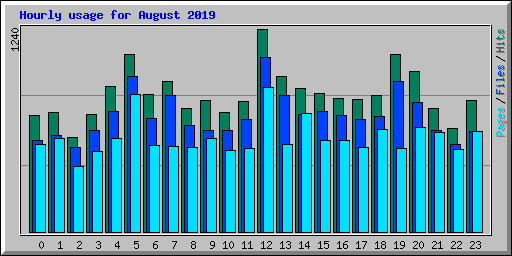 Hourly usage for August 2019
1240
Pages / Files / Hits
0 1 2 3 4 5 6 7 8 9 10 11 12 13 14 15 16 17 18 19 20 21 22 23